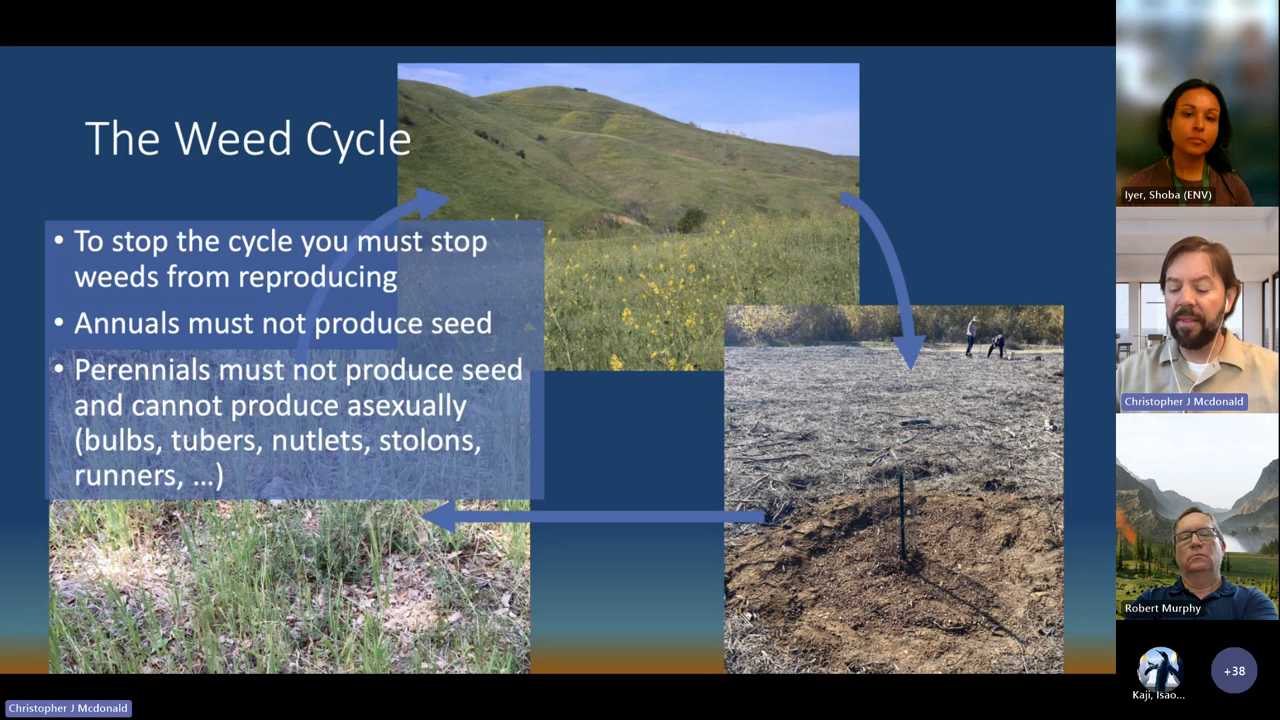 The Weed Cycle
• To stop the cycle you must stop
weeds from reproducing
• Annuals must not produce seed
• Perennials must not produce seed
and cannot produce asexually
(bulbs, tubers, nutlets, stolons,
runners, ...)
Iyer, Shoba (ENV)
Christopher J Mcdonald
Robert Murphy
Kaji, Isao...
+38
Christopher J Mcdonald